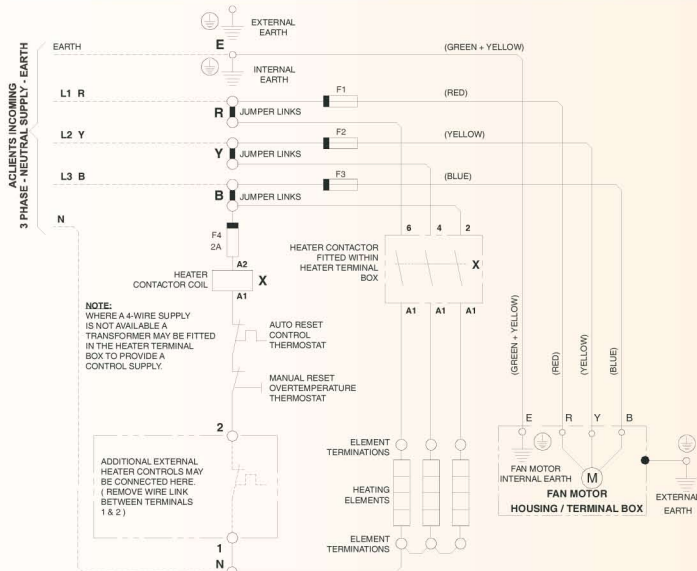 EXTERNAL
EARTH
EARTH
E
(GREEN + YELLOW)
INTERNAL
EARTH
ACLIENTS INCOMING
3 PHASE - NEUTRAL SUPPLY - EARTH
L1 R
F1
(RED)
R
JUMPER LINKS
L2 Y
F2
(YELLOW)
Y
JUMPER LINKS
L3 B
F3
(BLUE)
B
JUMPER LINKS
N
F4
2A
6 4 2
HEATER CONTACTOR
FITTED WITHIN
HEATER TERMINAL
BOX
X
A2
HEATER
CONTACTOR COIL
X
A1
A1 A1 A1
NOTE:
WHERE A 4-WIRE SUPPLY
IS NOT AVAILABLE A
TRANSFORMER MAY BE FITTED
IN THE HEATER TERMINAL
BOX TO PROVIDE A
CONTROL SUPPLY.
AUTO RESET
CONTROL
THERMOSTAT
MANUAL RESET
OVERTEMPERATURE
THERMOSTAT
(GREEN + YELLOW)
(RED)
(YELLOW)
(BLUE)
2
E R Y B
ELEMENT
TERMINATIONS
ADDITIONAL EXTERNAL
HEATER CONTROLS MAY
BE CONNECTED HERE.
( REMOVE WIRE LINK
BETWEEN TERMINALS
1 & 2 )
HEATING
ELEMENTS
FAN MOTOR
INTERNAL EARTH
M
FAN MOTOR
HOUSING / TERMINAL BOX
EXTERNAL
EARTH
ELEMENT
TERMINATIONS
1
N